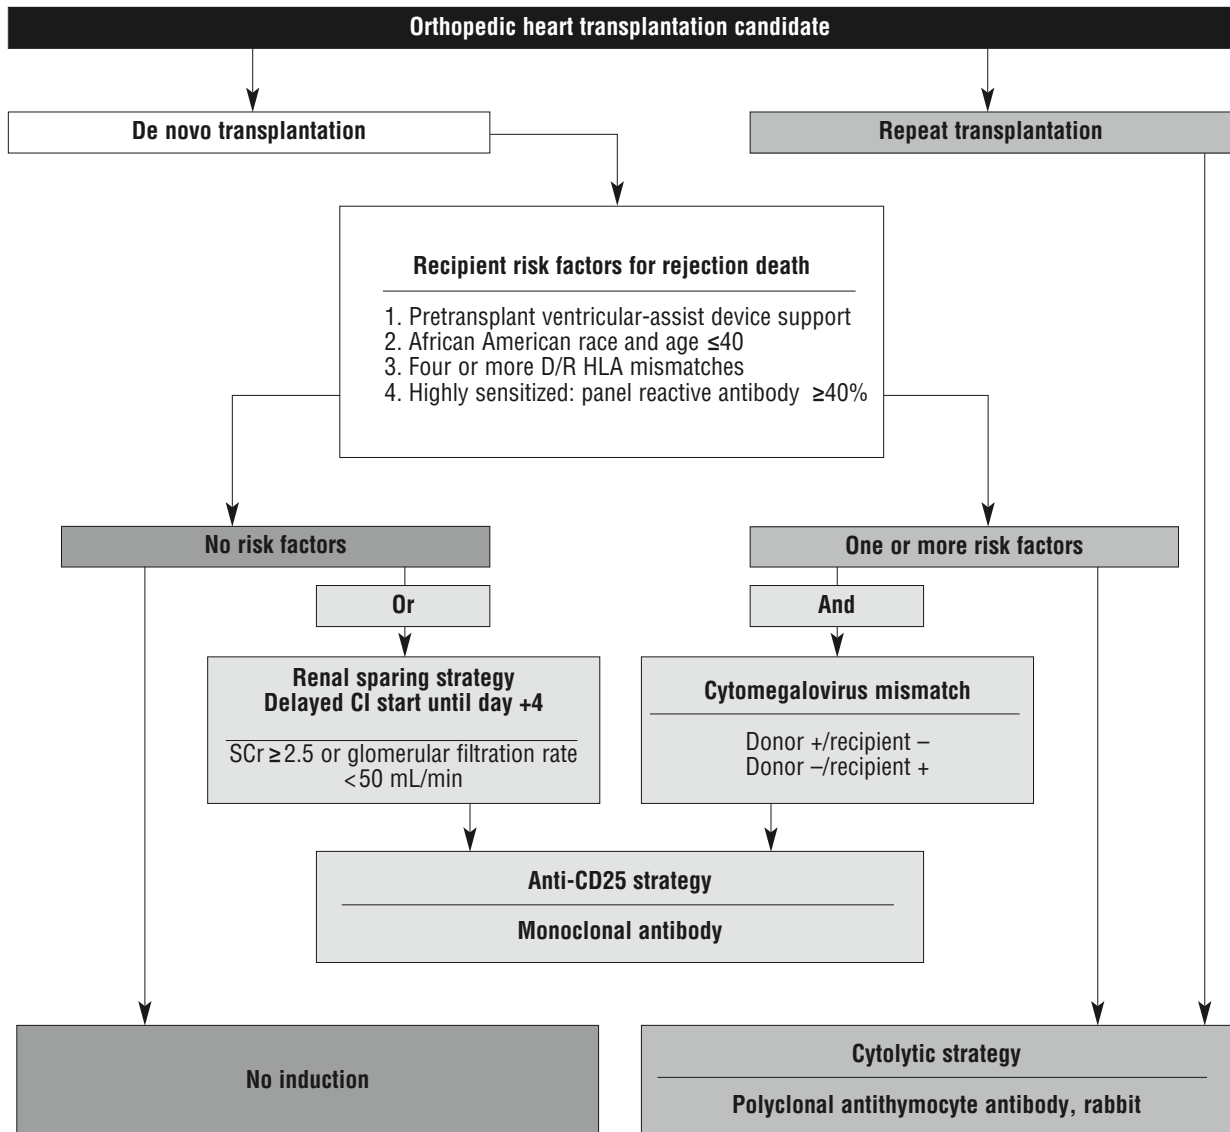 Orthopedic heart transplantation candidate
De novo transplantation
Repeat transplantation
Recipient risk factors for rejection death
1. Pretransplant ventricular-assist device support
2. African American race and age ≤40
3. Four or more D/R HLA mismatches
4. Highly sensitized: panel reactive antibody ≥40%
No risk factors
One or more risk factors
Or
And
Renal sparing strategy
Delayed CI start until day +4
SCr ≥2.5 or glomerular filtration rate
<50 mL/min
Cytomegalovirus mismatch
Donor +/recipient –
Donor –/recipient +
Anti-CD25 strategy
Monoclonal antibody
No induction
Cytolytic strategy
Polyclonal antithymocyte antibody, rabbit